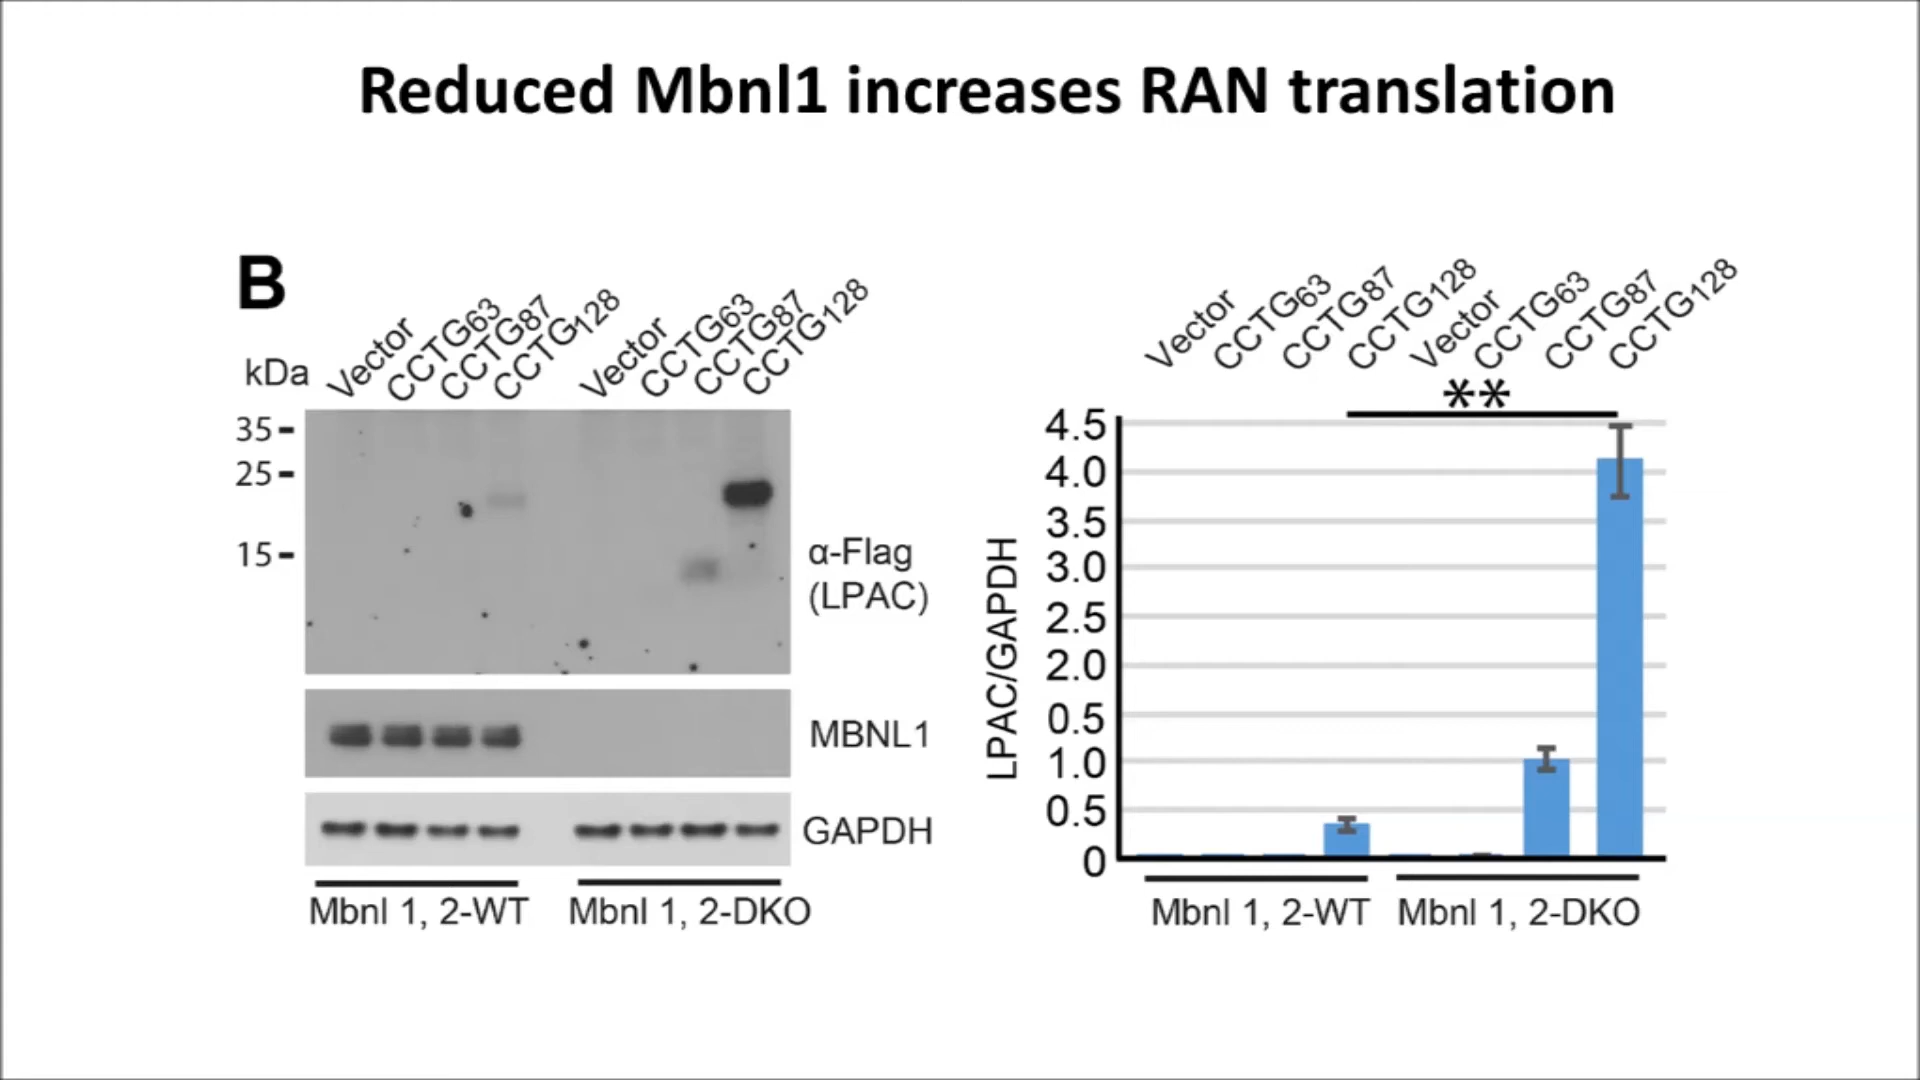 Reduced Mbnl1 increases RAN translation
B
kDa
Vector
CCTG63
CCTG87
CCTG128
Vector
CCTG63
CCTG87
CCTG128
35
25
15
α-Flag
(LPAC)
MBNL1
GAPDH
Mbnl 1, 2-WT
Mbnl 1, 2-DKO
Vector
CCTG63
CCTG87
CCTG128
Vector
CCTG63
CCTG87
CCTG128
**
LPAC/GAPDH
4.5
4.0
3.5
3.0
2.5
2.0
0.5
1.0
0.5
0
Mbnl 1, 2-WT
Mbnl 1, 2-DKO